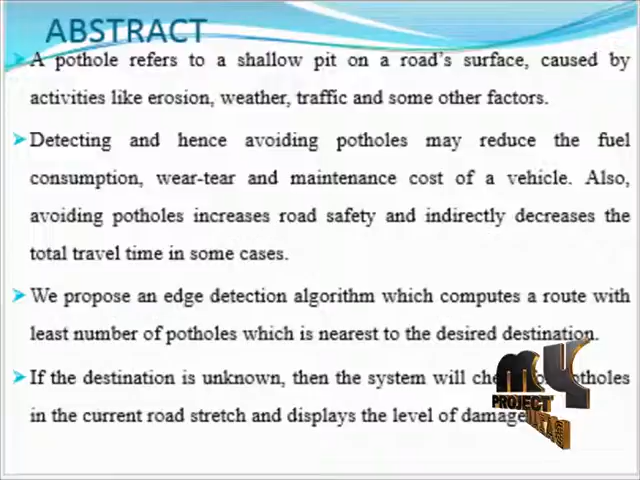 ABSTRACT
A pothole refers to a shallow pit on a road's surface, caused by
activities like erosion, weather, traffic and some other factors.
Detecting and hence avoiding potholes may reduce the fuel
consumption, wear-tear and maintenance cost of a vehicle. Also,
avoiding potholes increases road safety and indirectly decreases the
total travel time in some cases.
We propose an edge detection algorithm which computes a route with
least number of potholes which is nearest to the desired destination.
If the destination is unknown, then the system will potholes
in the current road stretch and displays the level of damage
MY
PROJECT